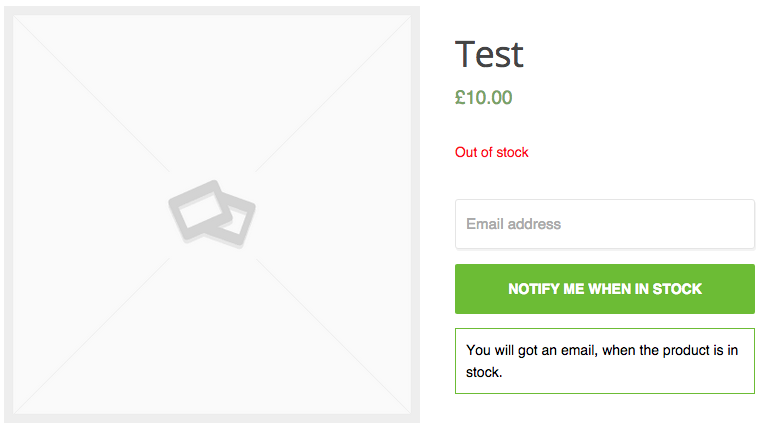 Test
£10.00
Out of stock
Email address
NOTIFY ME WHEN IN STOCK
You will got an email, when the product is in
stock.